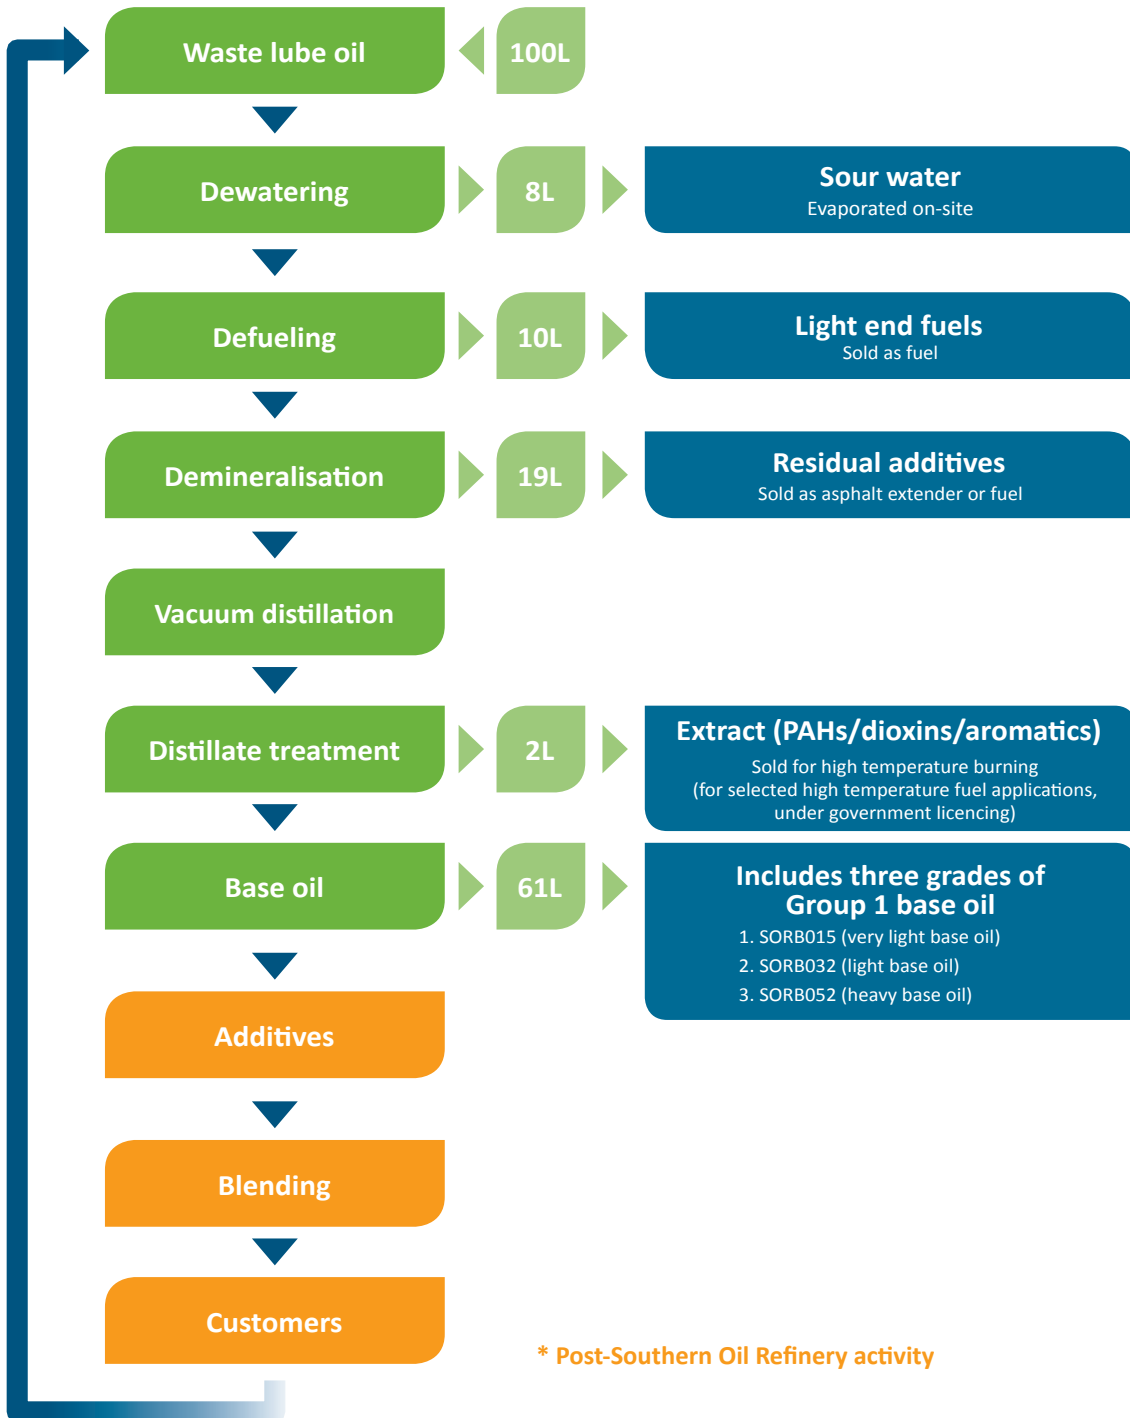 Waste lube oil
100L
Dewatering
8L
Sour water
Evaporated on-site
Defueling
10L
Light end fuels
Sold as fuel
Demineralisation
19L
Residual additives
Sold as asphalt extender or fuel
Vacuum distillation
Distillate treatment
2L
Extract (PAHs/dioxins/aromatics)
Sold for high temperature burning
(for selected high temperature fuel applications,
under government licencing)
Base oil
61L
Includes three grades of
Group 1 base oil
1. SORB015 (very light base oil)
2. SORB032 (light base oil)
3. SORB052 (heavy base oil)
Additives
Blending
Customers
* Post-Southern Oil Refinery activity